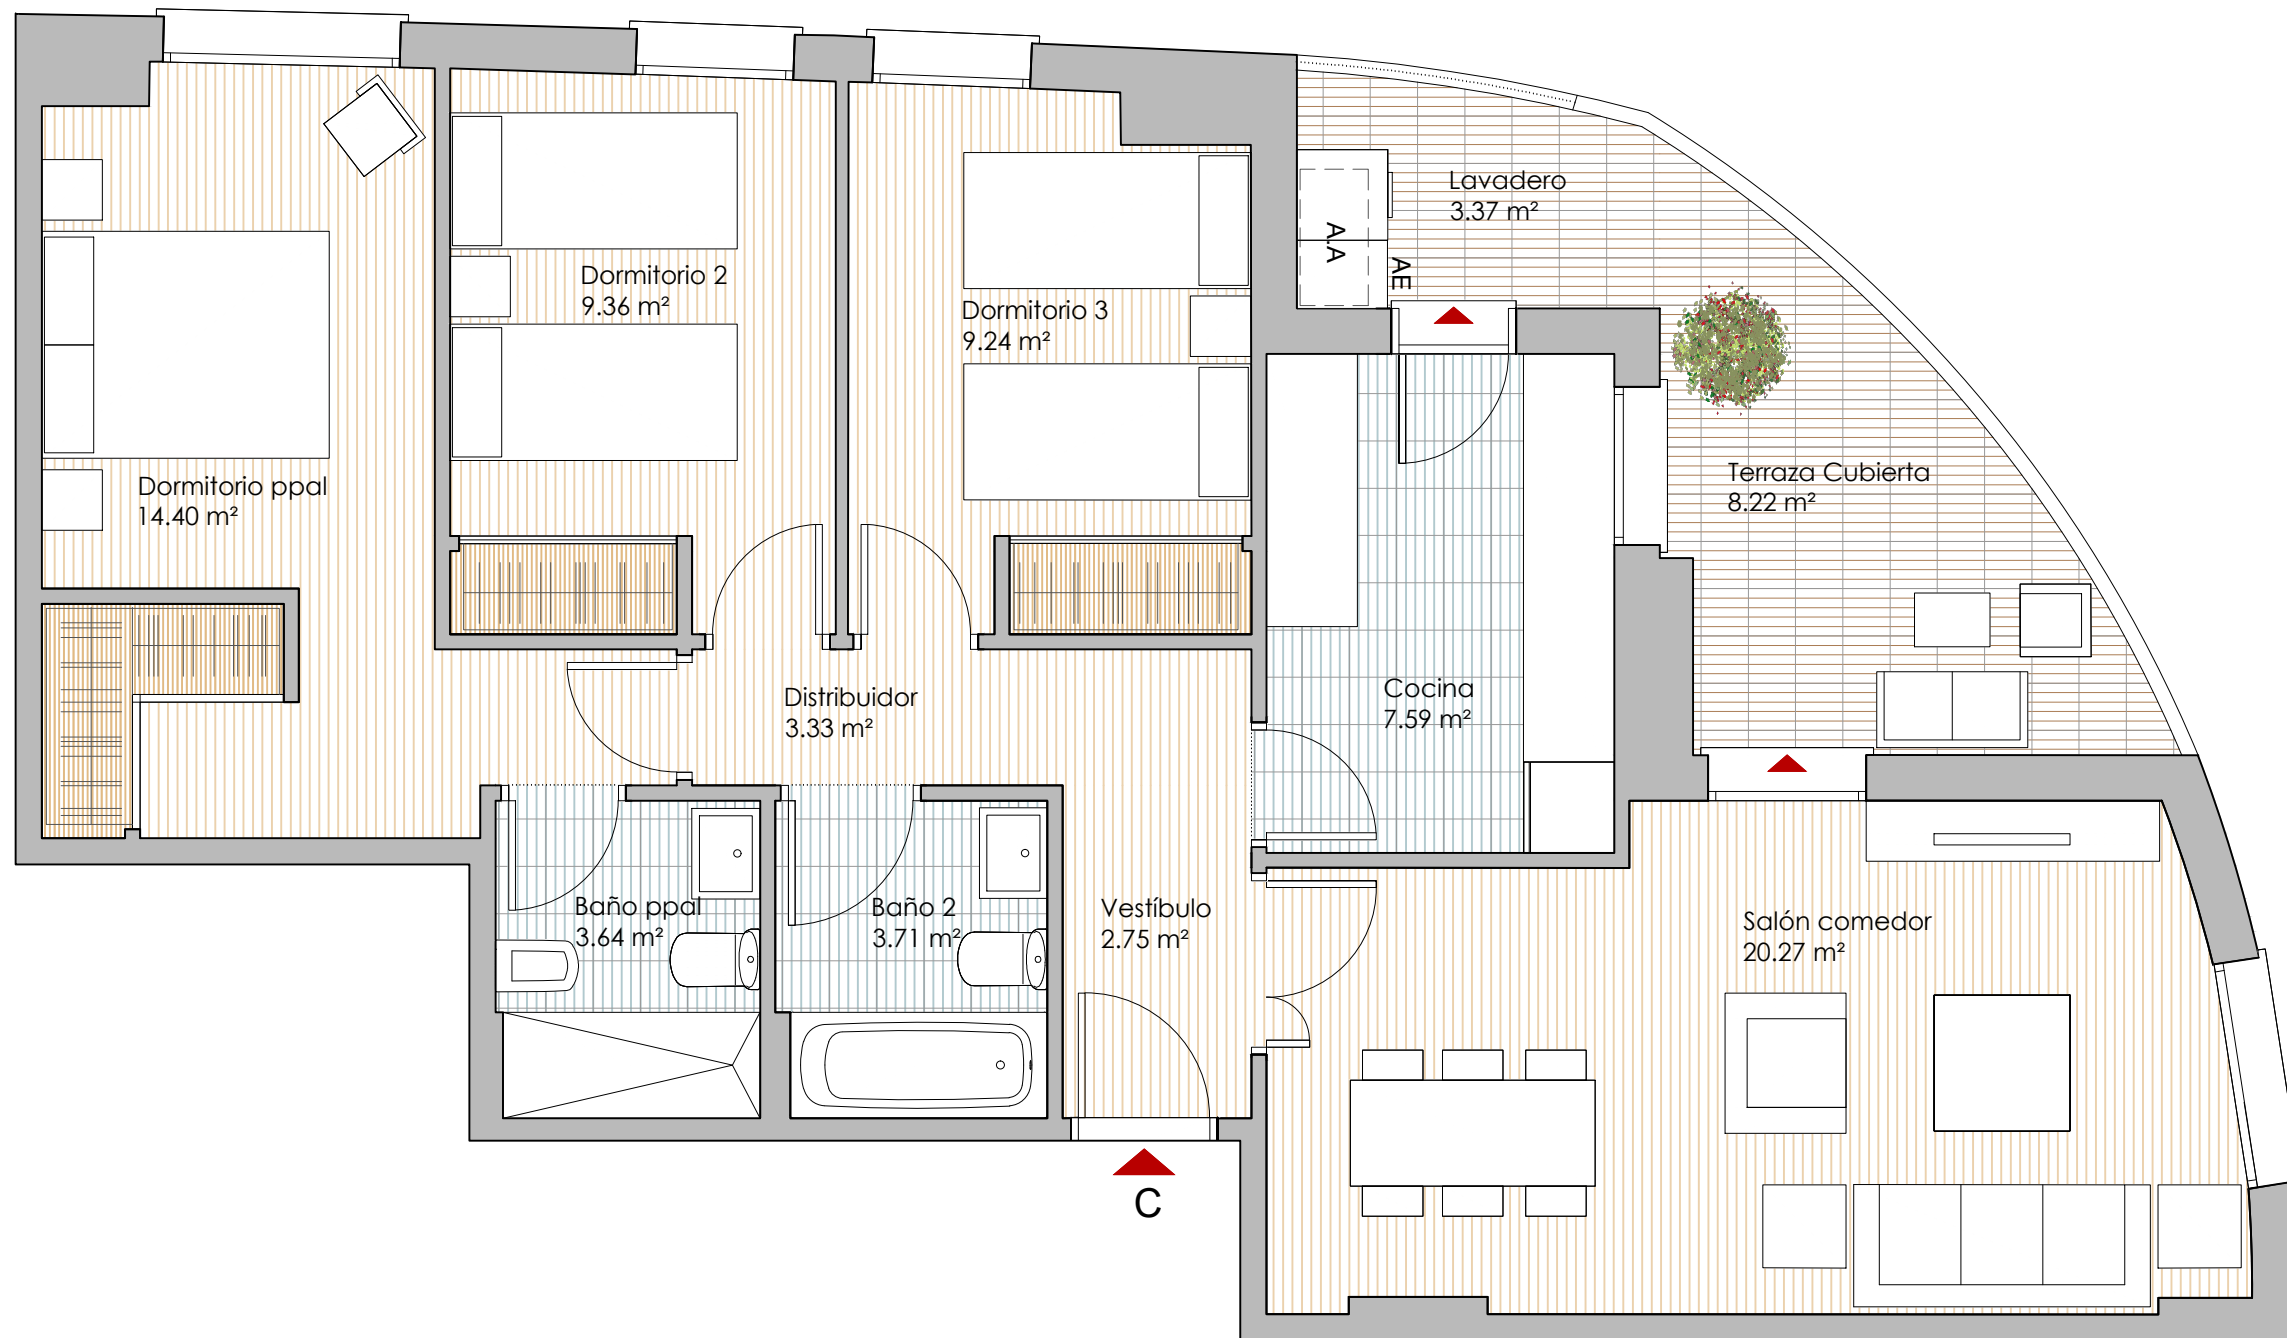 Lavadero
3.37 m²
A.A
AE
Dormitorio 2
9.36 m²
Dormitorio 3
9.24 m²
Dormitorio ppal
14.40 m²
Terraza Cubierta
8.22 m²
Distribuidor
3.33 m²
Cocina
7.59 m²
Baño ppal
3.64 m²
Baño 2
3.71 m²
Vestíbulo
2.75 m²
Salón comedor
20.27 m²
C